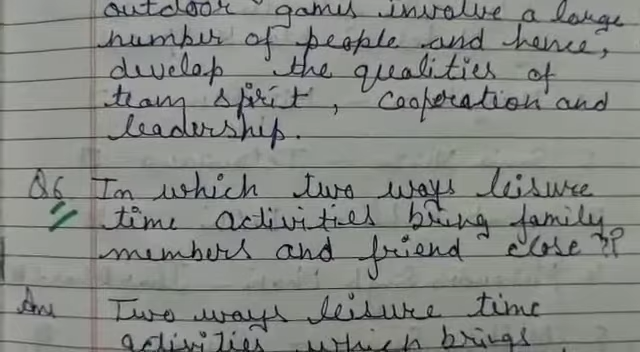 outdoor games involve a large
number of people and hence,
develop the qualities of
team spirit, cooperation and
leadership.
Q6 In which two ways leisure
time activities bring family
members and friend close ??
Ans Two ways leisure time
activities which brings